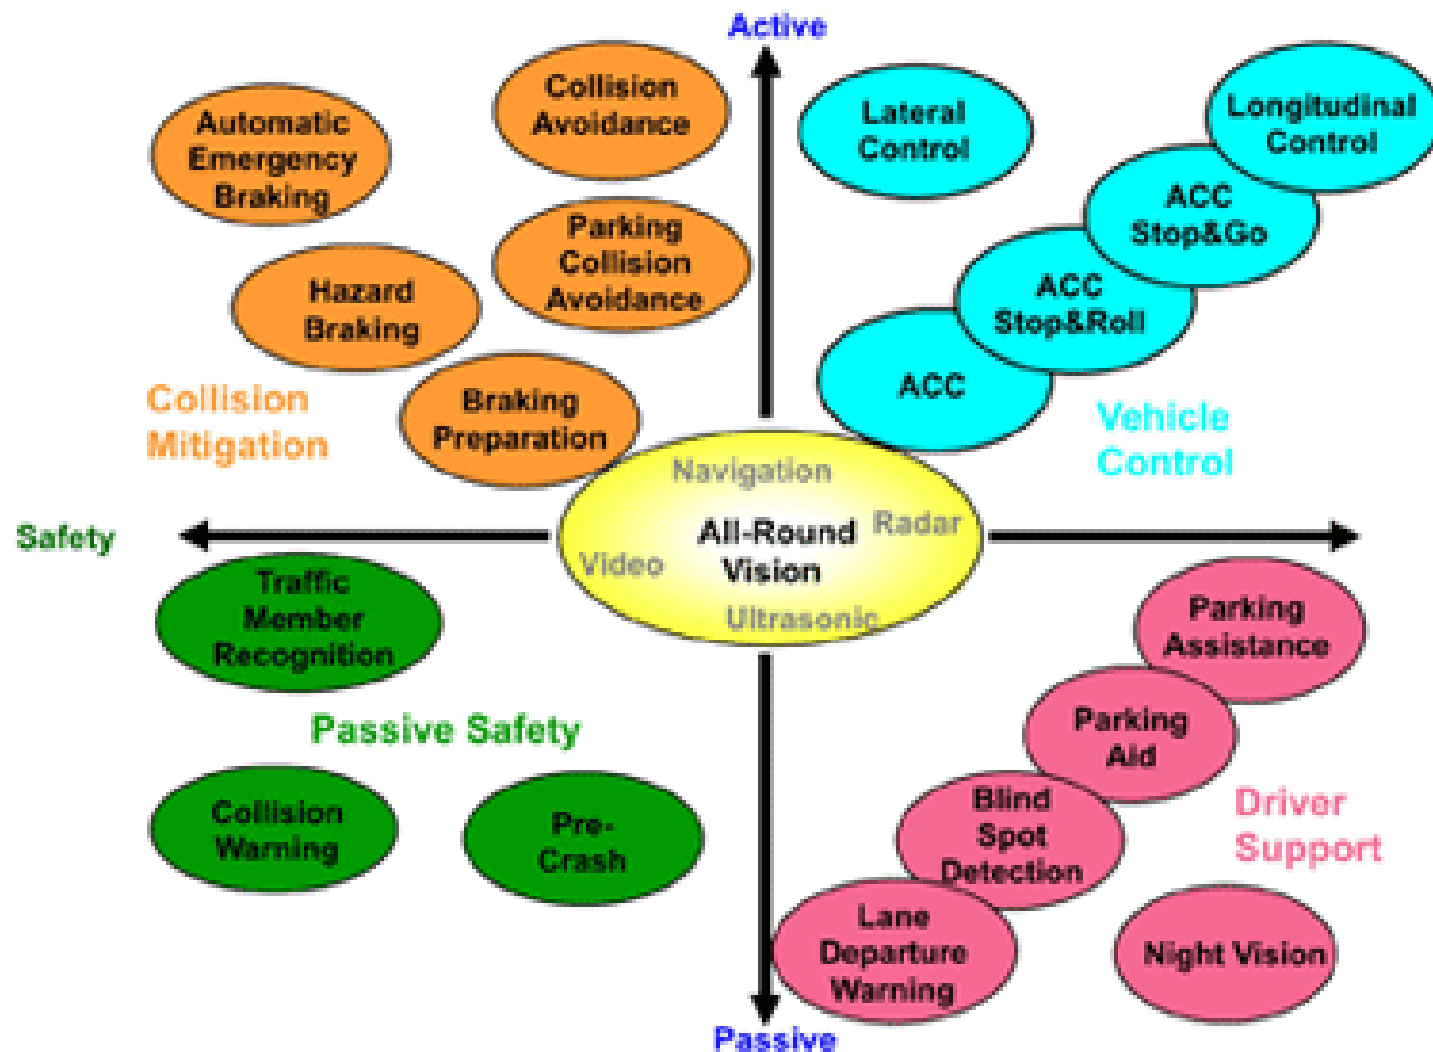 Active
Collision
Avoidance
Automatic
Emergency
Braking
Parking
Collision
Avoidance
Hazard
Braking
Braking
Preparation
Collision
Mitigation
Lateral
Control
Longitudinal
Control
ACC
Stop&Go
ACC
Stop&Roll
ACC
Vehicle
Control
Navigation
Radar
All-Round
Vision
Video
Ultrasonic
Safety
Traffic
Member
Recognition
Passive Safety
Collision
Warning
Pre-
Crash
Parking
Assistance
Parking
Aid
Blind
Spot
Detection
Driver
Support
Lane
Departure
Warning
Night Vision
Passive